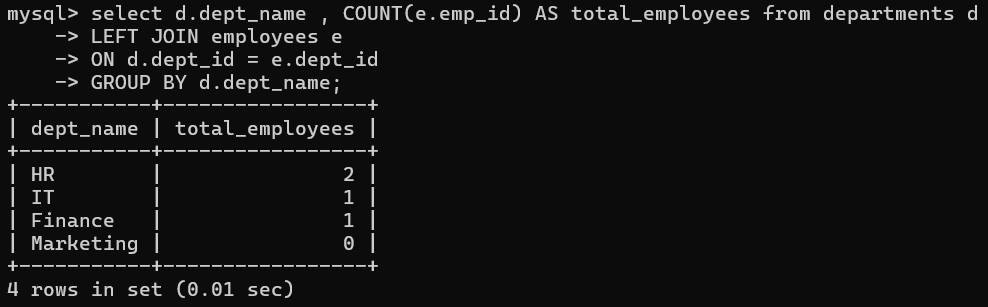 mysql> select d.dept_name , COUNT(e.emp_id) AS total_employees from departments d
    -> LEFT JOIN employees e
    -> ON d.dept_id = e.dept_id
    -> GROUP BY d.dept_name;
+-----------+-----------------+
| dept_name | total_employees |
+-----------+-----------------+
| HR        |               2 |
| IT        |               1 |
| Finance   |               1 |
| Marketing |               0 |
+-----------+-----------------+
4 rows in set (0.01 sec)